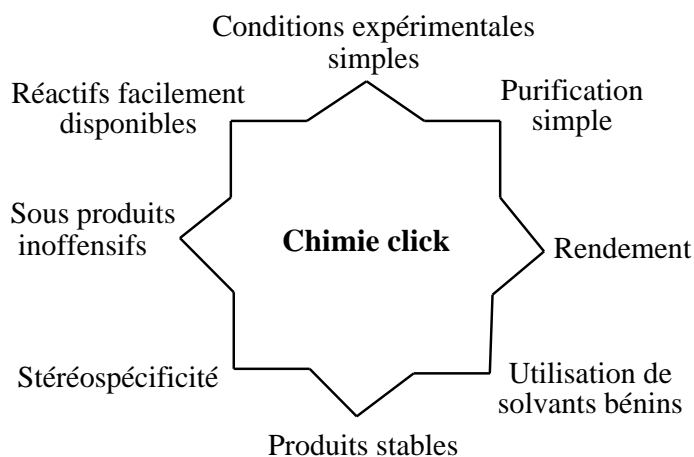 Conditions expérimentales
simples
Réactifs facilement
disponibles
Purification
simple
Sous produits
inoffensifs
Chimie click
Rendement
Stéréospécificité
Utilisation de
solvants bénins
Produits stables